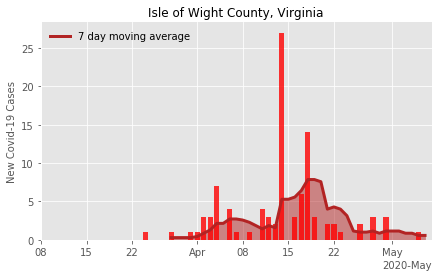 Isle of Wight County, Virginia
7 day moving average
New Covid-19 Cases
25
20
15
10
5
0
08 15 22 Apr 08 15 22 May
2020-May